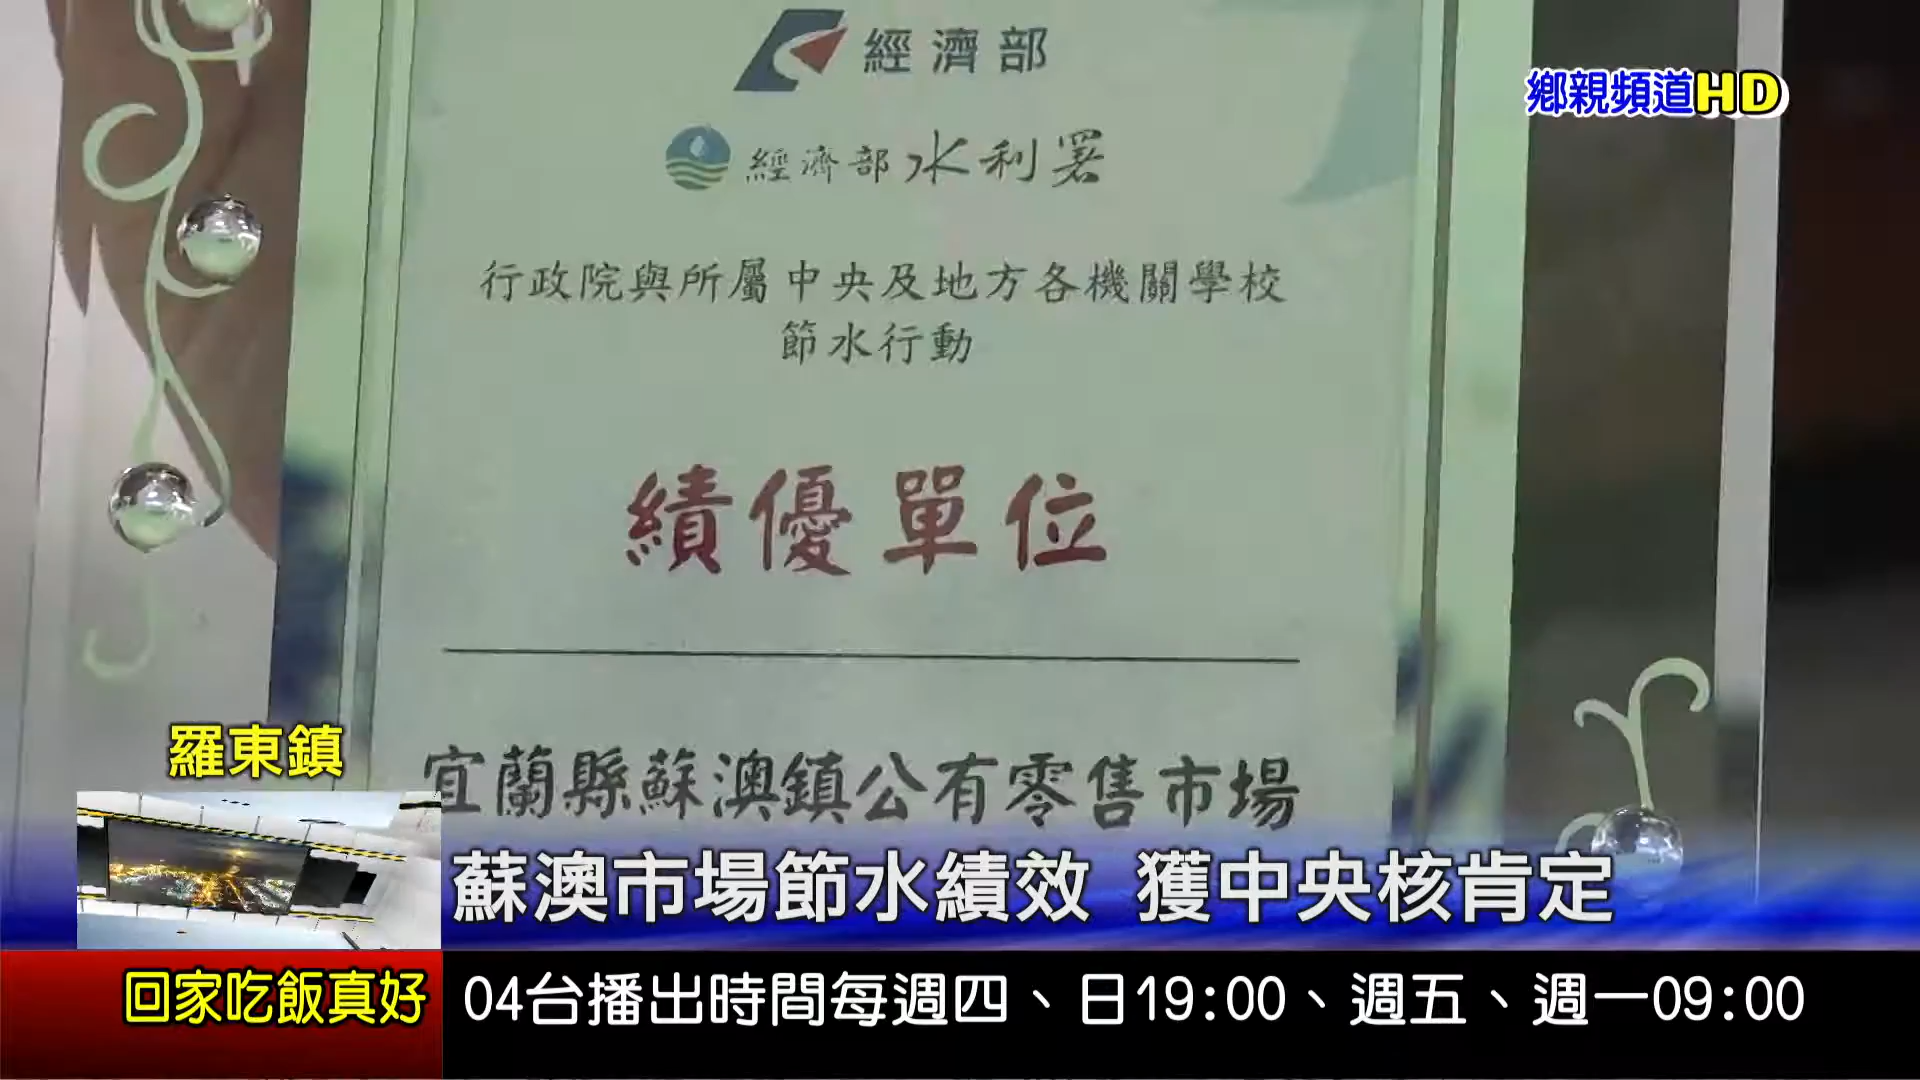 經濟部
鄉親頻道HD
經濟部水利署
行政院與所屬中央及地方各機關學校
節水行動
績優單位
羅東鎮
宜蘭縣蘇澳鎮公有零售市場
蘇澳市場節水績效 獲中央核肯定
回家吃飯真好
04台播出時間每週四、日19:00、週五、週一09:00